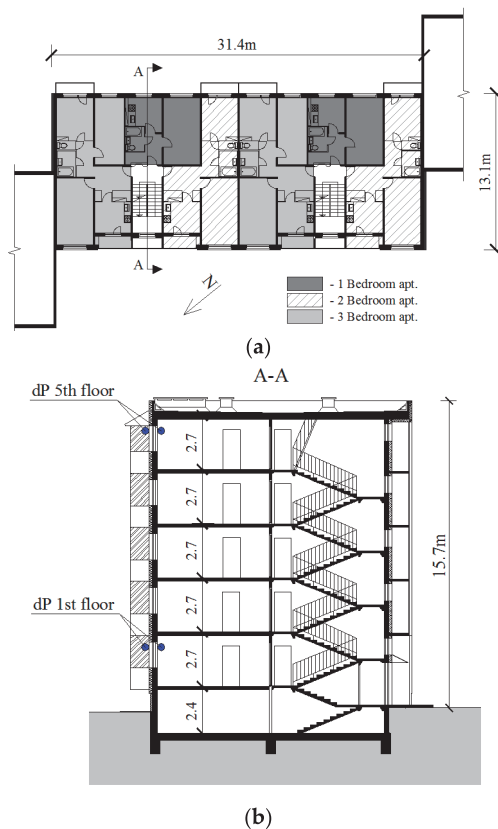 31.4m
A
13.1m
A
N
- 1 Bedroom apt.
- 2 Bedroom apt.
- 3 Bedroom apt.
(a)
A-A
dP 5th floor
2.7
2.7
2.7
15.7m
2.7
dP 1st floor
2.7
2.4
(b)